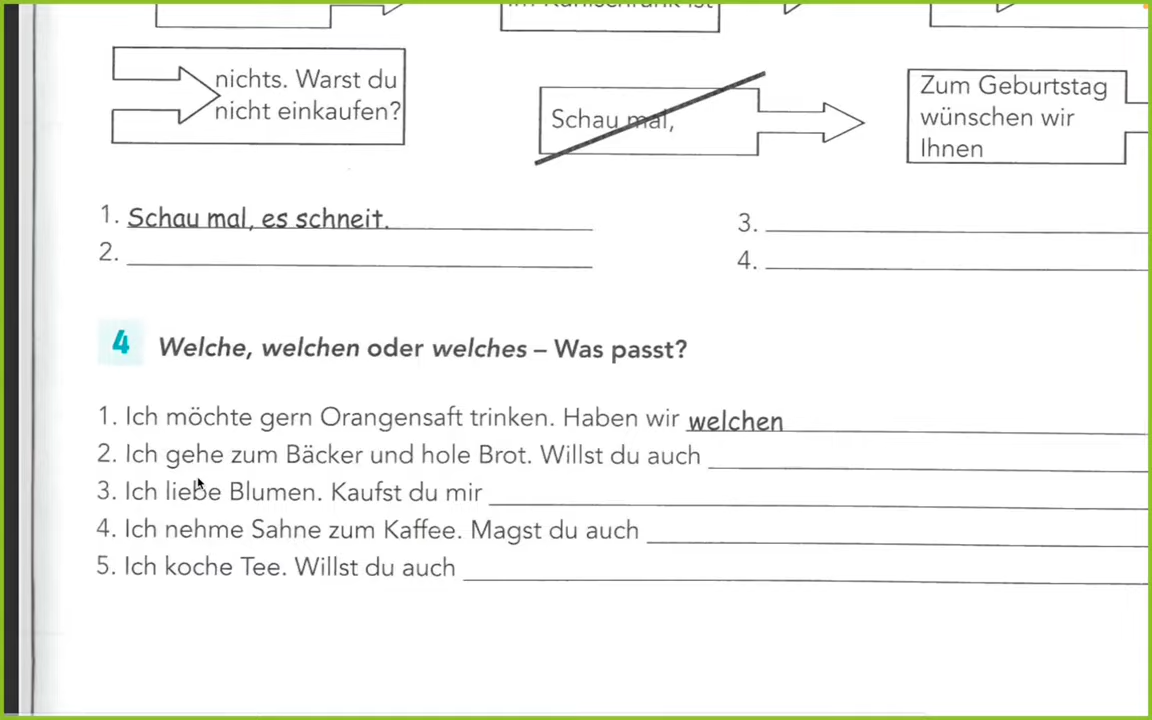 im Kühlschrank ist
nichts. Warst du
nicht einkaufen?
Schau mal,
Zum Geburtstag
wünschen wir
Ihnen
1. Schau mal, es schneit.
2.
3.
4.
4 Welche, welchen oder welches – Was passt?
1. Ich möchte gern Orangensaft trinken. Haben wir welchen
2. Ich gehe zum Bäcker und hole Brot. Willst du auch
3. Ich liebe Blumen. Kaufst du mir
4. Ich nehme Sahne zum Kaffee. Magst du auch
5. Ich koche Tee. Willst du auch